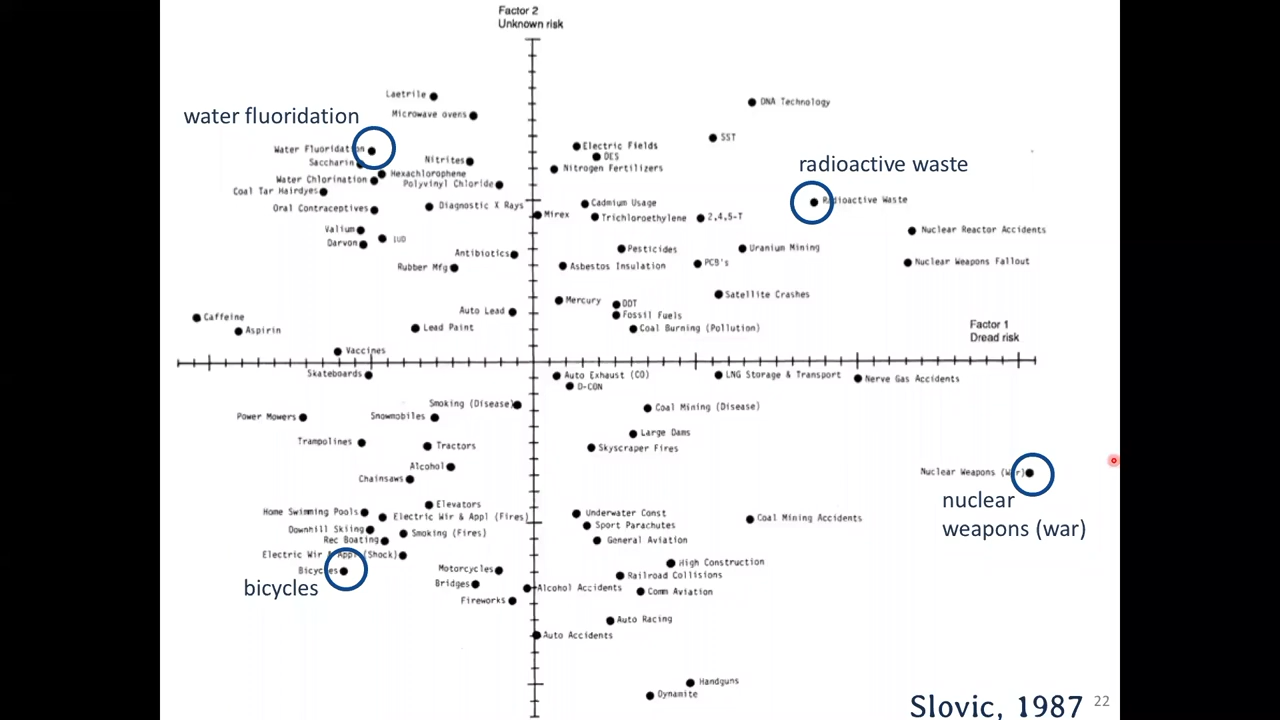 Factor 2
Unknown risk
Laetrile
DNA Technology
water fluoridation
Microwave ovens
SST
Electric Fields
Water Fluoridation
DES
radioactive waste
Saccharin
Nitrites
Nitrogen Fertilizers
Hexachlorophene
Water Chlorination
Polyvinyl Chloride
Coal Tar Hairdyes
Radioactive Waste
Oral Contraceptives
Diagnostic X Rays
Cadmium Usage
Mirex
Trichloroethylene
2,4,5-T
Valium
Nuclear Reactor Accidents
Darvon
IUD
Antibiotics
Pesticides
Uranium Mining
Rubber Mfg
Asbestos Insulation
PCB's
Nuclear Weapons Fallout
Satellite Crashes
Mercury
DDT
Caffeine
Auto Lead
Fossil Fuels
Aspirin
Lead Paint
Coal Burning (Pollution)
Factor 1
Dread risk
Vaccines
Skateboards
Auto Exhaust (CO)
LNG Storage & Transport
Nerve Gas Accidents
D-CON
Smoking (Disease)
Coal Mining (Disease)
Power Mowers
Snowmobiles
Large Dams
Trampolines
Tractors
Skyscraper Fires
Alcohol
Chainsaws
Nuclear Weapons (War)
nuclear
weapons (war)
Elevators
Home Swimming Pools
Electric Wir & Appl (Fires)
Underwater Const
Coal Mining Accidents
Downhill Skiing
Smoking (Fires)
Sport Parachutes
Rec Boating
General Aviation
Electric Wir & Appl (Shock)
High Construction
Bicycles
Motorcycles
Railroad Collisions
bicycles
Bridges
Alcohol Accidents
Comm Aviation
Fireworks
Auto Racing
Auto Accidents
Handguns
Dynamite
Slovic, 1987
22